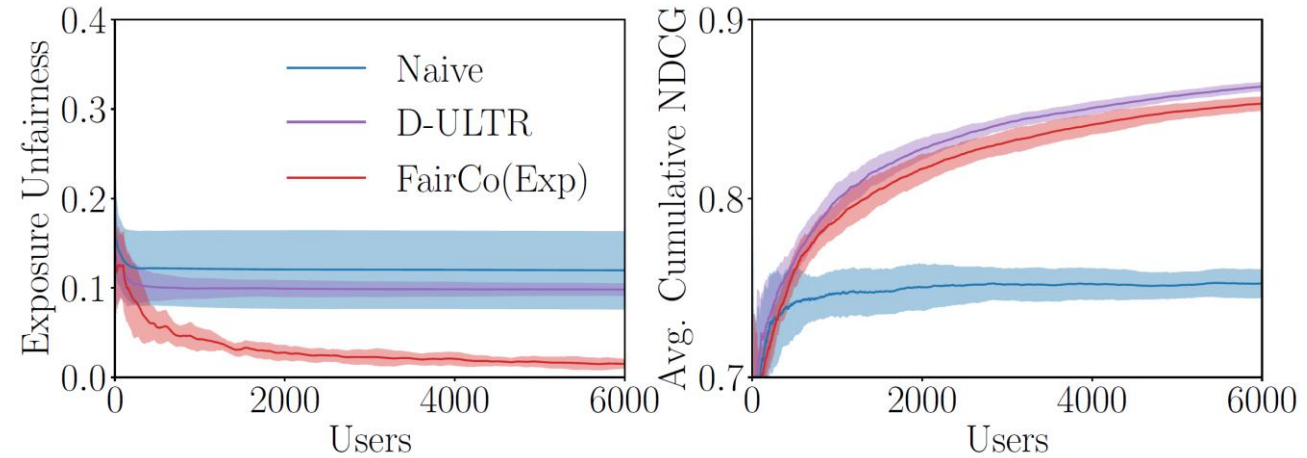 Exposure Unfairness
0.4
0.3
0.2
0.1
0.0
Naive
D-ULTR
FairCo(Exp)
0
2000
4000
6000
Users
Avg. Cumulative NDCG
0.9
0.8
0.7
0
2000
4000
6000
Users